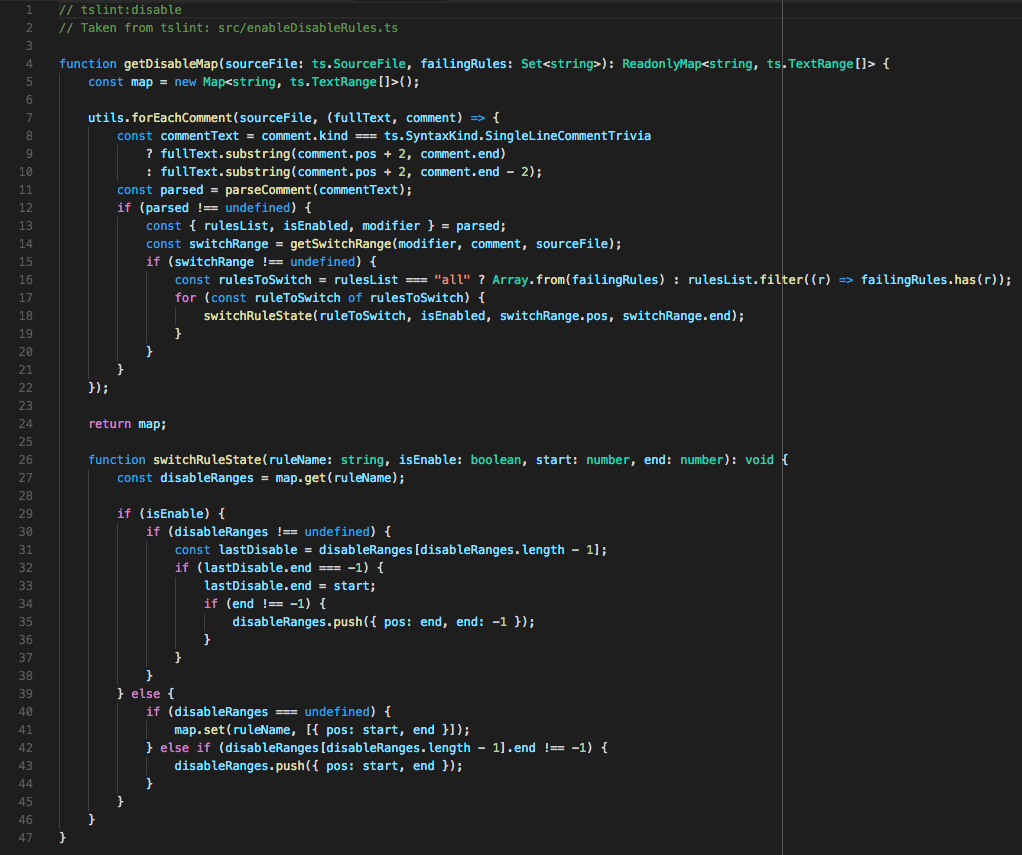 1 // tslint:disable
2 // Taken from tslint: src/enableDisableRules.ts
3
4 function getDisableMap(sourceFile: ts.SourceFile, failingRules: Set<string>): ReadonlyMap<string, ts.TextRange[]> {
5     const map = new Map<string, ts.TextRange[]>();
6
7     utils.forEachComment(sourceFile, (fullText, comment) => {
8         const commentText = comment.kind === ts.SyntaxKind.SingleLineCommentTrivia
9             ? fullText.substring(comment.pos + 2, comment.end)
10             : fullText.substring(comment.pos + 2, comment.end - 2);
11         const parsed = parseComment(commentText);
12         if (parsed !== undefined) {
13             const { rulesList, isEnabled, modifier } = parsed;
14             const switchRange = getSwitchRange(modifier, comment, sourceFile);
15             if (switchRange !== undefined) {
16                 const rulesToSwitch = rulesList === "all" ? Array.from(failingRules) : rulesList.filter((r) => failingRules.has(r));
17                 for (const ruleToSwitch of rulesToSwitch) {
18                     switchRuleState(ruleToSwitch, isEnabled, switchRange.pos, switchRange.end);
19                 }
20             }
21         }
22     });
23
24     return map;
25
26     function switchRuleState(ruleName: string, isEnable: boolean, start: number, end: number): void {
27         const disableRanges = map.get(ruleName);
28
29         if (isEnable) {
30             if (disableRanges !== undefined) {
31                 const lastDisable = disableRanges[disableRanges.length - 1];
32                 if (lastDisable.end === -1) {
33                     lastDisable.end = start;
34                     if (end !== -1) {
35                         disableRanges.push({ pos: end, end: -1 });
36                     }
37                 }
38             }
39         } else {
40             if (disableRanges === undefined) {
41                 map.set(ruleName, [{ pos: start, end }]);
42             } else if (disableRanges[disableRanges.length - 1].end !== -1) {
43                 disableRanges.push({ pos: start, end });
44             }
45         }
46     }
47 }